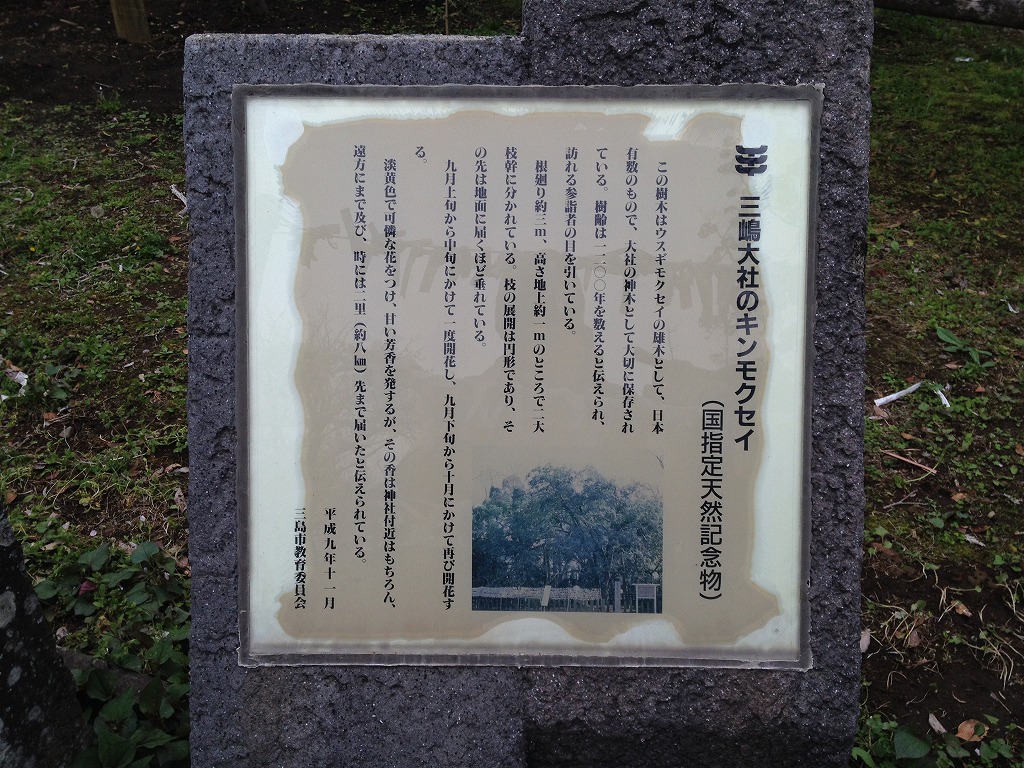 三嶋大社のキンモクセイ
（国指定天然記念物）
この樹木はウスギモクセイの雄木として、日本
有数のもので、大社の神木として大切に保存され
ている。樹齢は一二〇〇年を数えると伝えられ、
訪れる参詣者の目を引いている。
根廻り約三ｍ、高さ地上約一ｍのところで二大
枝幹に分かれている。枝の展開は円形であり、そ
の先は地面に届くほど垂れている。
九月上旬から中旬にかけて一度開花し、九月下旬から十月にかけて再び開花す
る。
淡黄色で可憐な花をつけ、甘い芳香を発するが、その香は神社付近はもちろん、
遠方にまで及び、時には二里（約八㎞）先まで届いたと伝えられている。
平成九年十一月
三島市教育委員会